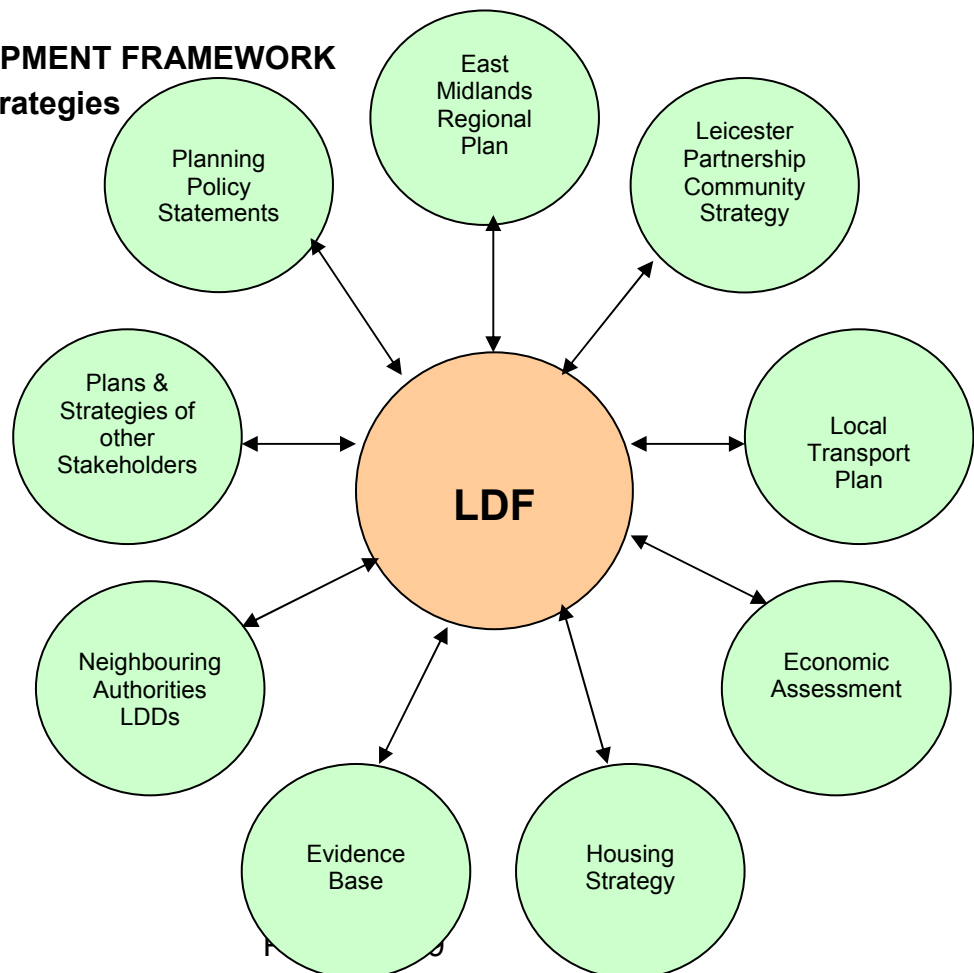 PMENT FRAMEWORK
rategies
East
Midlands
Regional
Plan
Leicester
Partnership
Community
Strategy
Planning
Policy
Statements
Plans &
Strategies of
other
Stakeholders
Local
Transport
Plan
LDF
Neighbouring
Authorities
LDDs
Economic
Assessment
Evidence
Base
Housing
Strategy